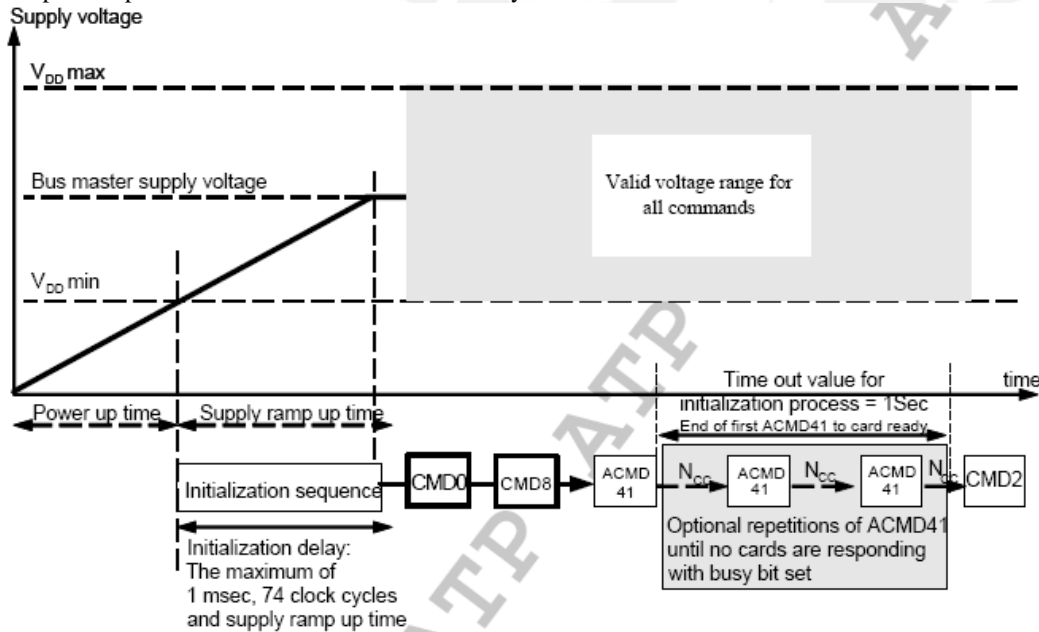 Supply voltage
V_DD max
Bus master supply voltage
Valid voltage range for
all commands
V_DD min
time
Power up time
Supply ramp up time
Time out value for
initialization process = 1Sec
End of first ACMD41 to card ready
Initialization sequence
CMD0
CMD8
ACMD
41
N_CC
ACMD
41
N_CC
ACMD
41
N_CC
CMD2
Optional repetitions of ACMD41
until no cards are responding
with busy bit set
Initialization delay:
The maximum of
1 msec, 74 clock cycles
and supply ramp up time
ATP
ATP